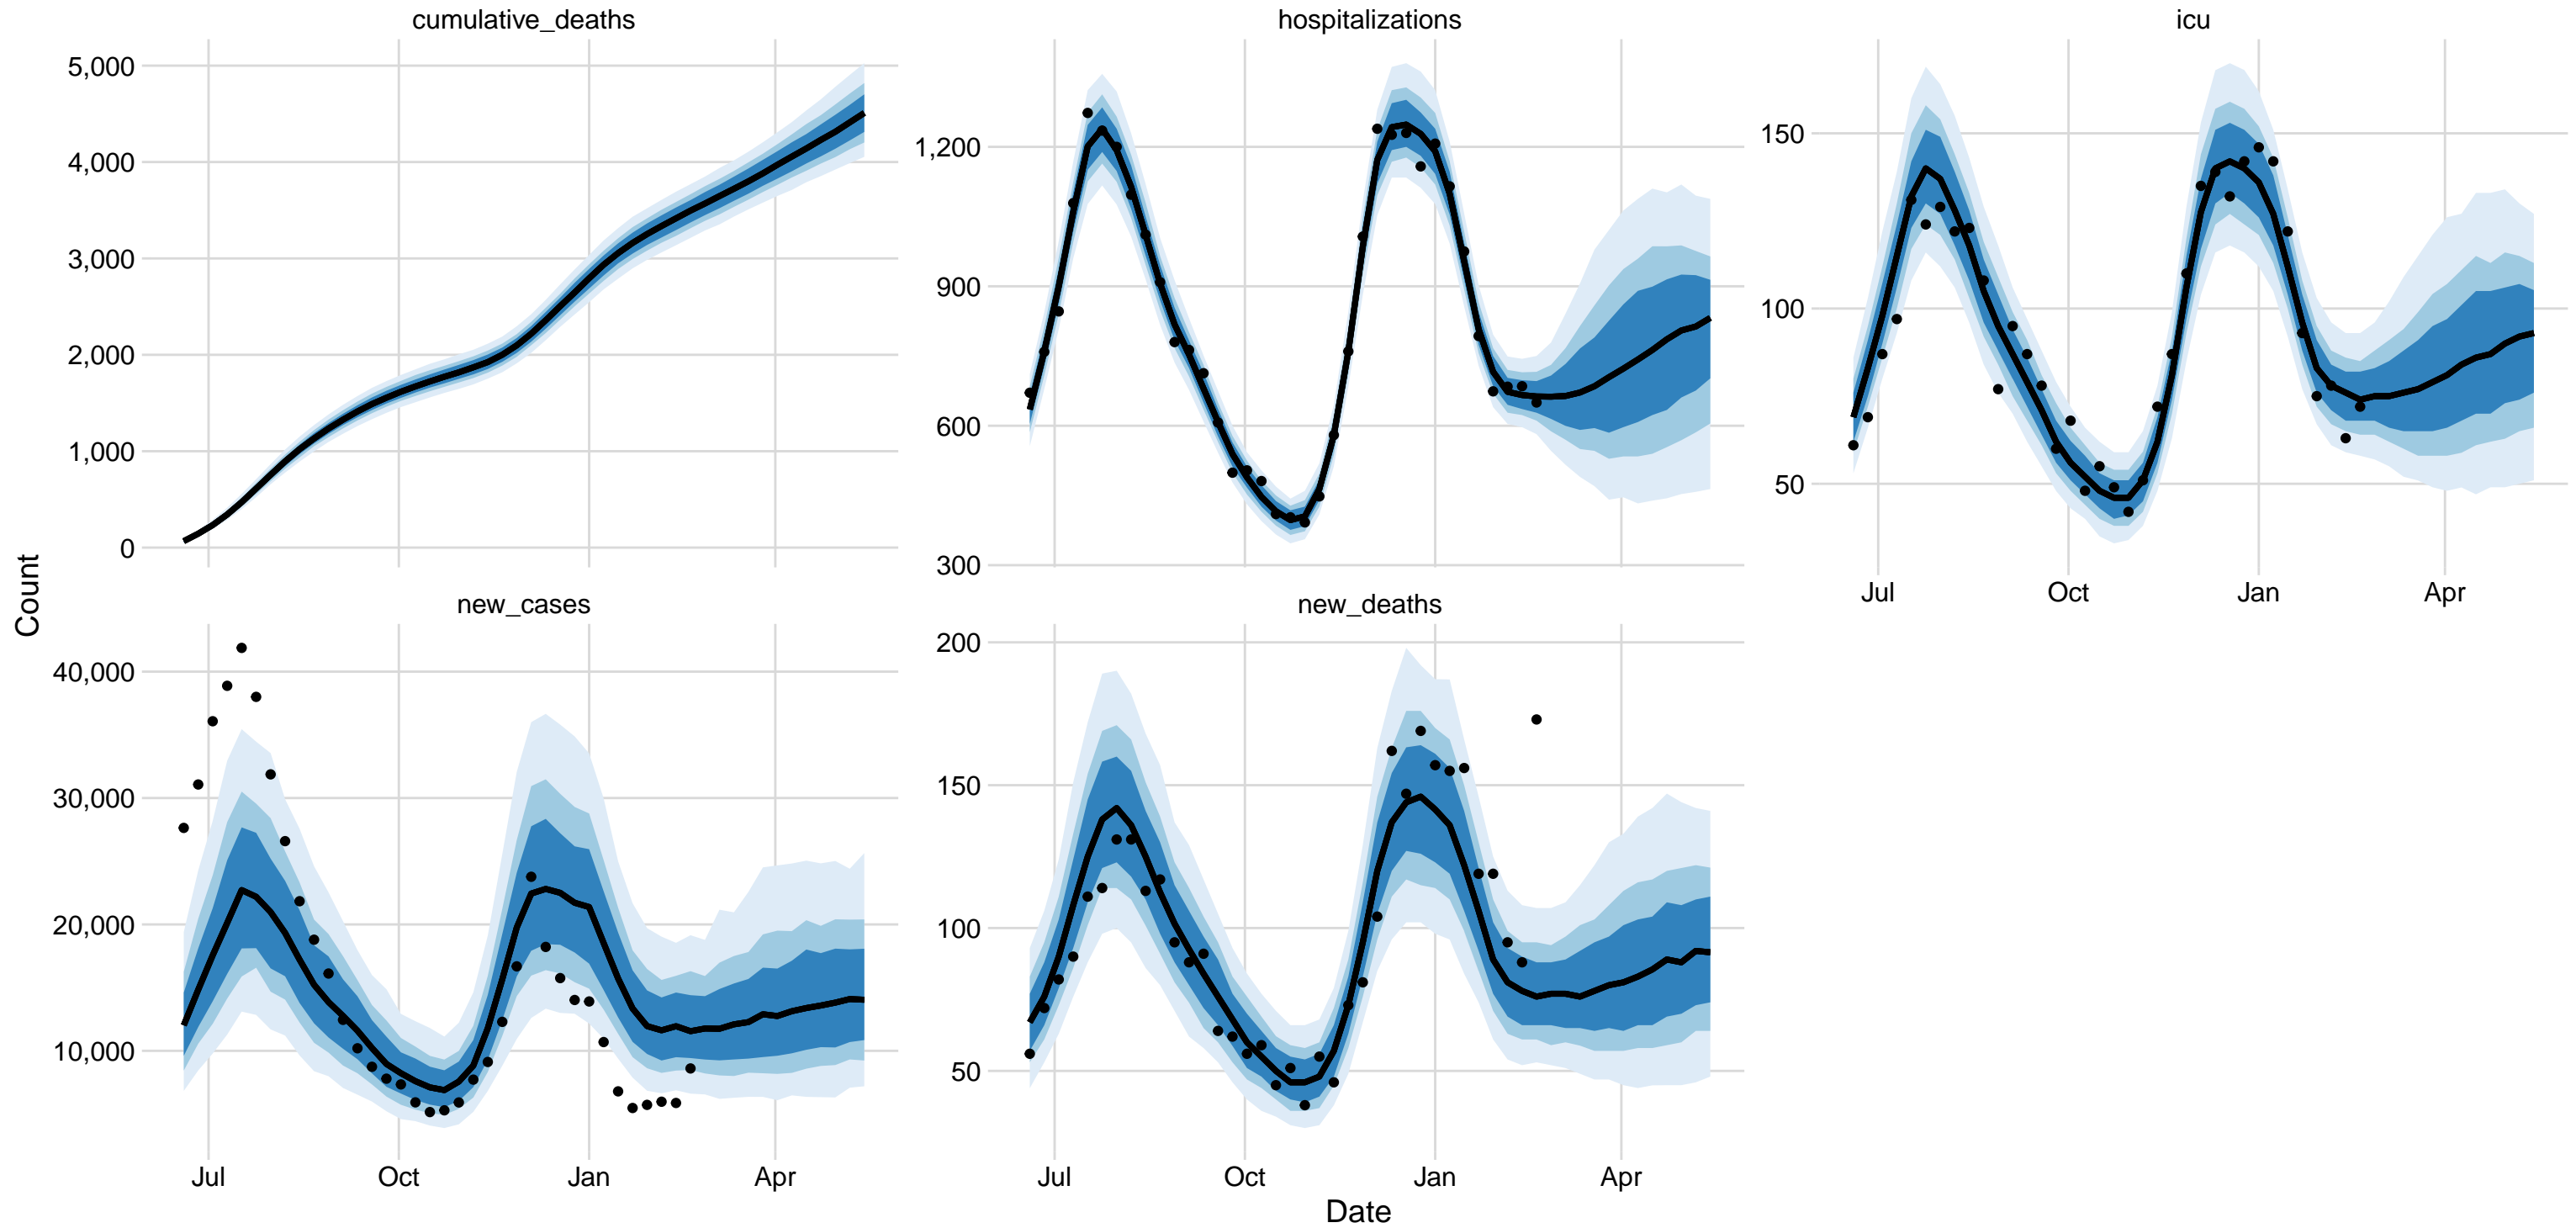 cumulative_deaths
hospitalizations
icu
5,000
4,000
3,000
2,000
1,000
0
1,200
900
600
300
150
100
50
Jul Oct Jan Apr
Count
new_cases
new_deaths
40,000
30,000
20,000
10,000
200
150
100
50
Jul Oct Jan Apr
Jul Oct Jan Apr
Date